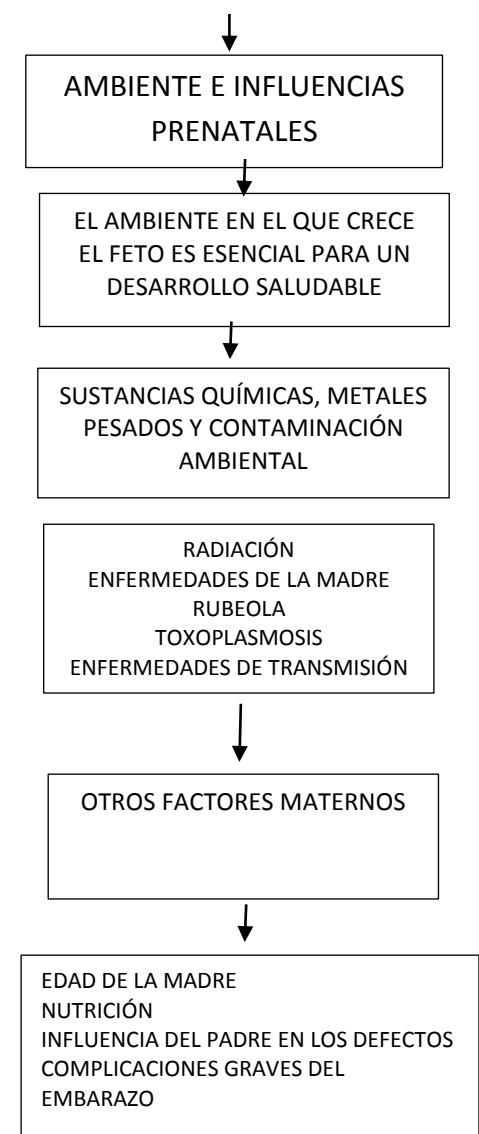 AMBIENTE E INFLUENCIAS
PRENATALES
EL AMBIENTE EN EL QUE CRECE
EL FETO ES ESENCIAL PARA UN
DESARROLLO SALUDABLE
SUSTANCIAS QUÍMICAS, METALES
PESADOS Y CONTAMINACIÓN
AMBIENTAL
RADIACIÓN
ENFERMEDADES DE LA MADRE
RUBEOLA
TOXOPLASMOSIS
ENFERMEDADES DE TRANSMISIÓN
OTROS FACTORES MATERNOS
EDAD DE LA MADRE
NUTRICIÓN
INFLUENCIA DEL PADRE EN LOS DEFECTOS
COMPLICACIONES GRAVES DEL
EMBARAZO